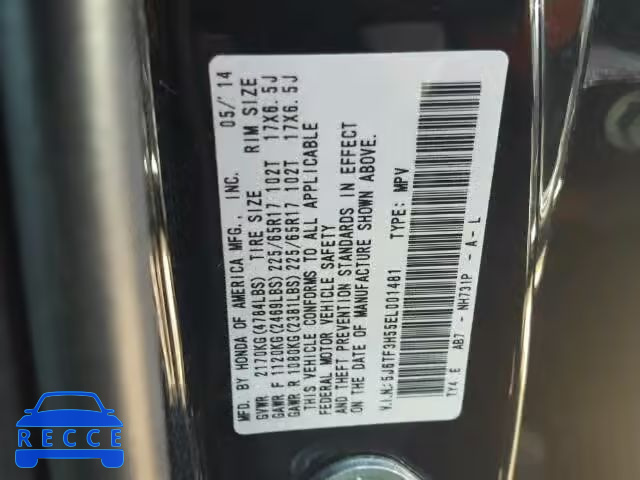 MFD. BY HONDA OF AMERICA MFG., INC. 05/'14
GVWR 2170KG(4784LBS) TIRE SIZE RIM SIZE
GAWR F 1120KG(2469LBS) 225/65R17 102T 17X6.5J
GAWR R 1080KG(2381LBS) 225/65R17 102T 17X6.5J
THIS VEHICLE CONFORMS TO ALL APPLICABLE
FEDERAL MOTOR VEHICLE SAFETY
AND THEFT PREVENTION STANDARDS IN EFFECT
ON THE DATE OF MANUFACTURE SHOWN ABOVE.
V.I.N.:5J6TF3H55EL001481 TYPE: MPV
TY4 E AB7 NH731P - A - L
RECCE